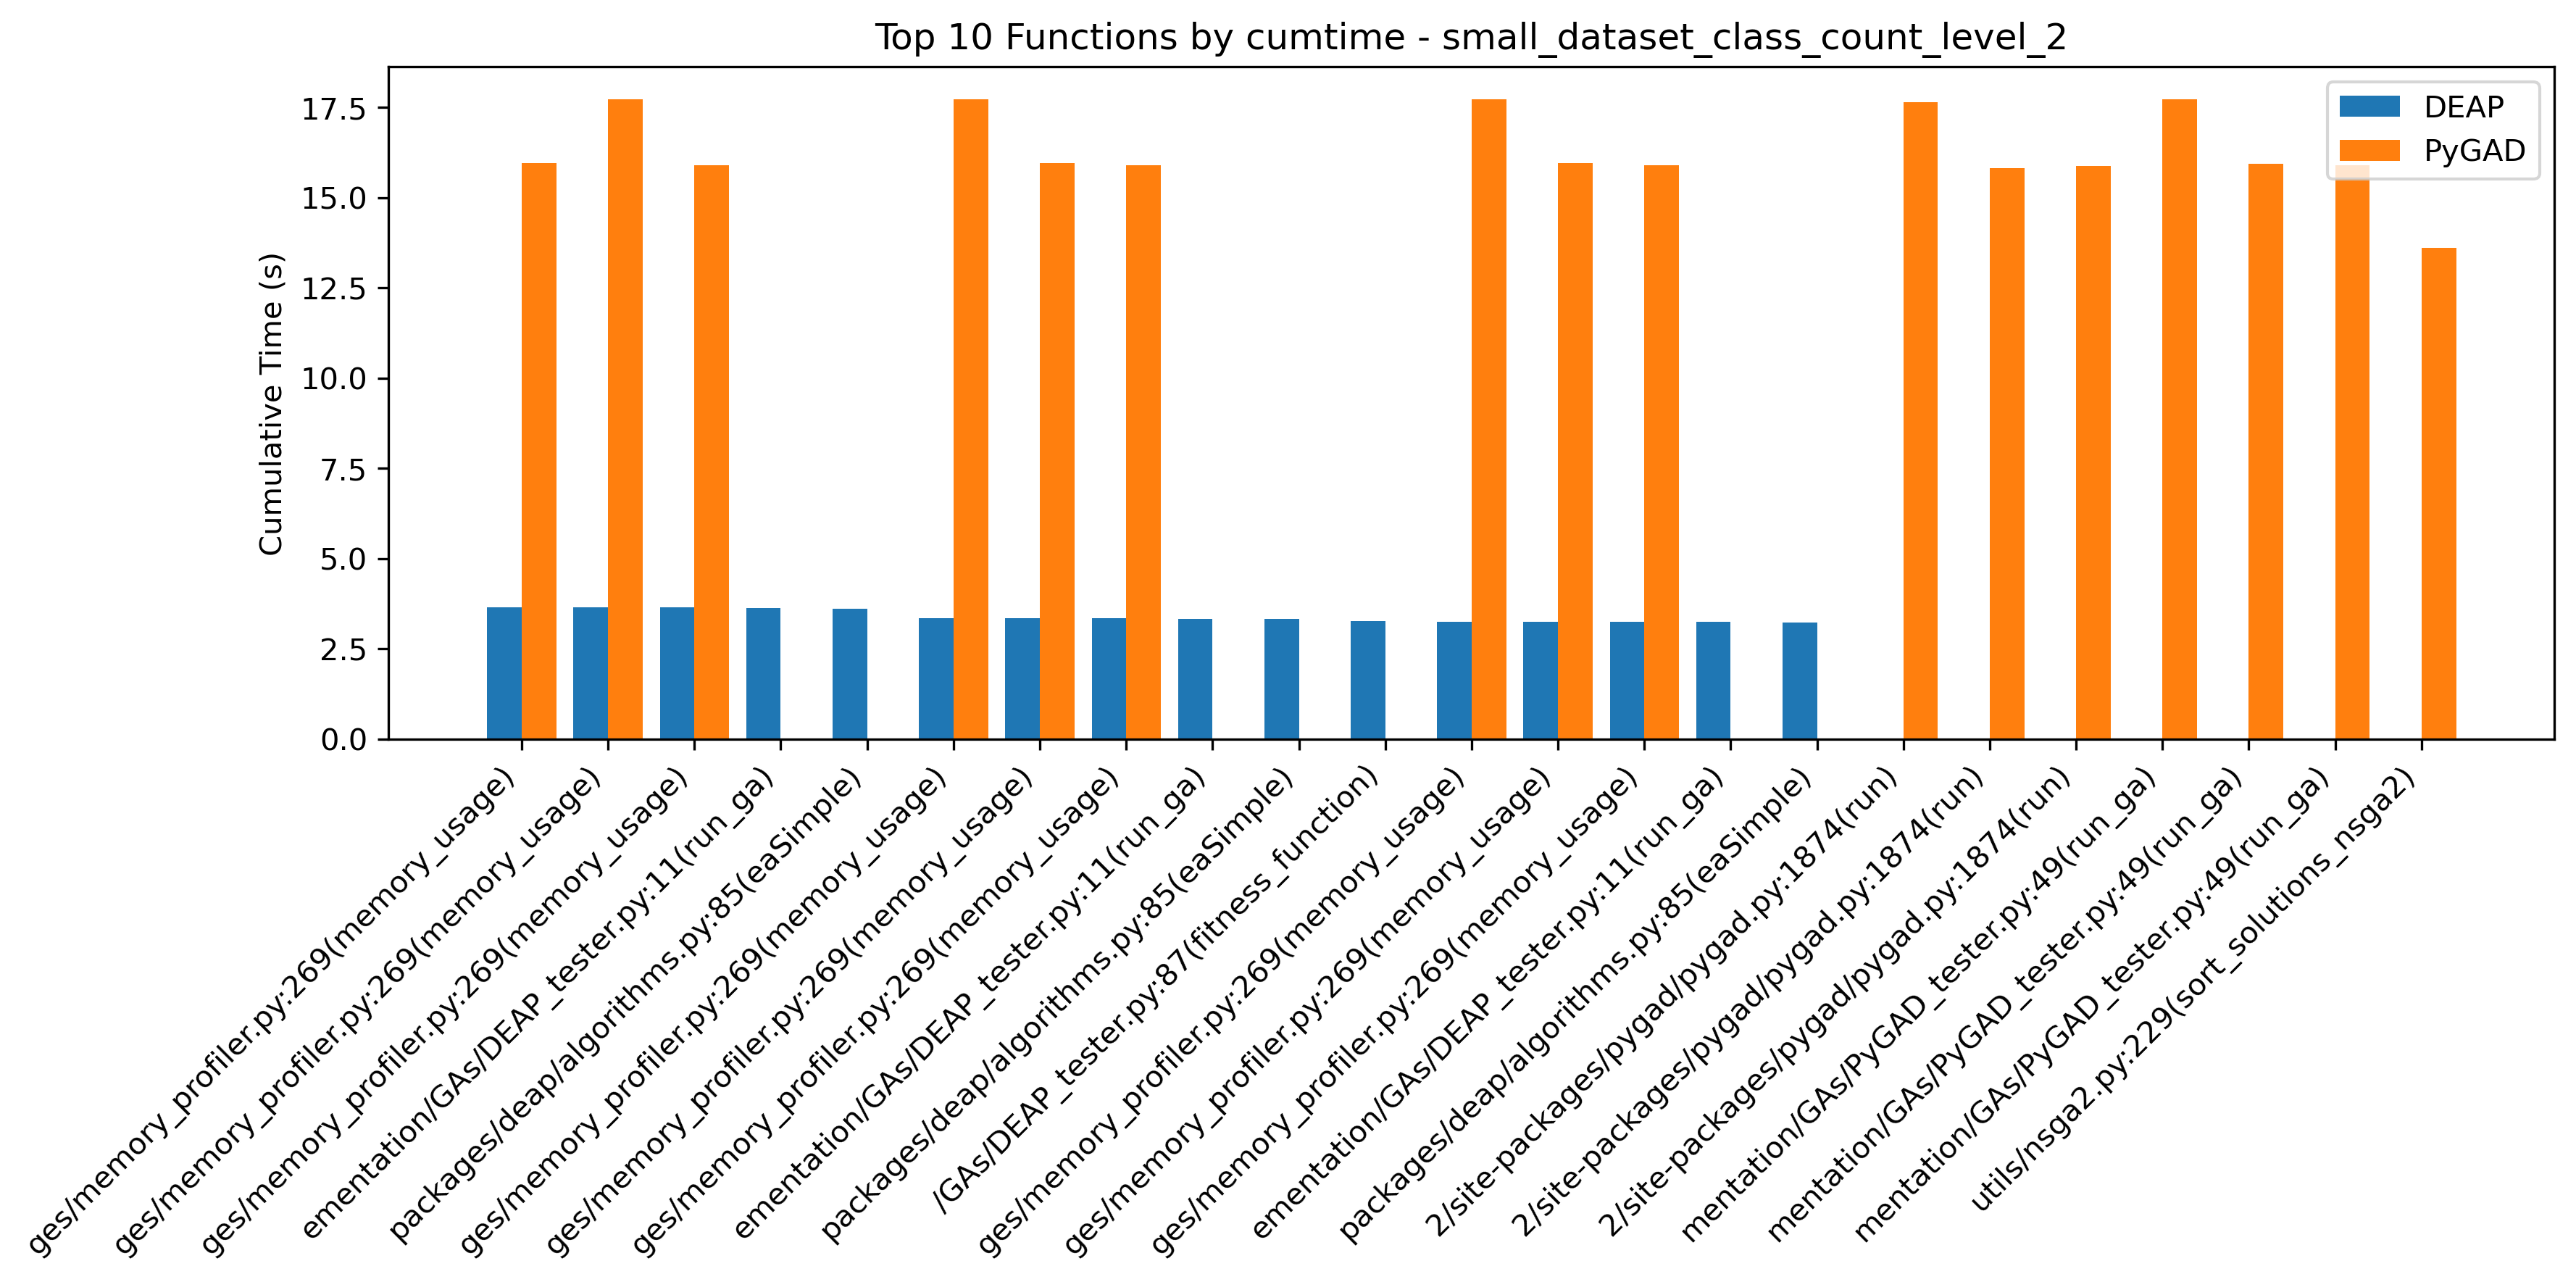 Top 10 Functions by cumtime - small_dataset_class_count_level_2
DEAP
PyGAD
Cumulative Time (s)
17.5
15.0
12.5
10.0
7.5
5.0
2.5
0.0
ges/memory_profiler.py:269(memory_usage)
ges/memory_profiler.py:269(memory_usage)
ges/memory_profiler.py:269(memory_usage)
ementation/GAs/DEAP_tester.py:11(run_ga)
packages/deap/algorithms.py:85(eaSimple)
ges/memory_profiler.py:269(memory_usage)
ges/memory_profiler.py:269(memory_usage)
ges/memory_profiler.py:269(memory_usage)
ementation/GAs/DEAP_tester.py:11(run_ga)
packages/deap/algorithms.py:85(eaSimple)
/GAs/DEAP_tester.py:87(fitness_function)
ges/memory_profiler.py:269(memory_usage)
ges/memory_profiler.py:269(memory_usage)
ges/memory_profiler.py:269(memory_usage)
ementation/GAs/DEAP_tester.py:11(run_ga)
packages/deap/algorithms.py:85(eaSimple)
2/site-packages/pygad/pygad.py:1874(run)
2/site-packages/pygad/pygad.py:1874(run)
2/site-packages/pygad/pygad.py:1874(run)
mentation/GAs/PyGAD_tester.py:49(run_ga)
mentation/GAs/PyGAD_tester.py:49(run_ga)
mentation/GAs/PyGAD_tester.py:49(run_ga)
utils/nsga2.py:229(sort_solutions_nsga2)